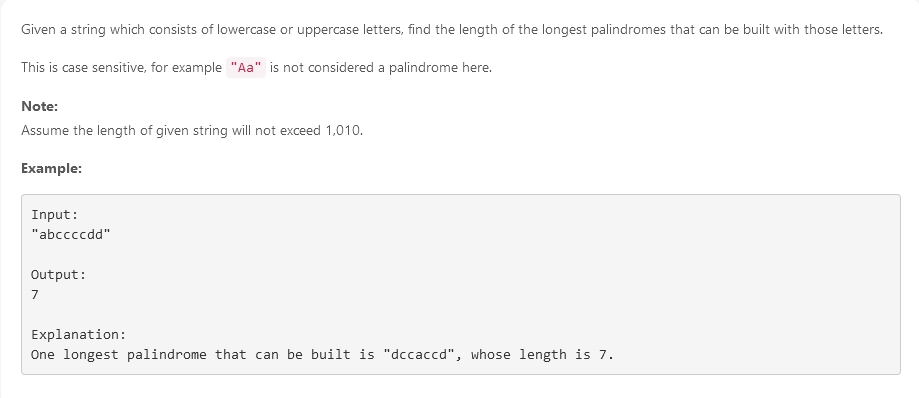 Given a string which consists of lowercase or uppercase letters, find the length of the longest palindromes that can be built with those letters.
This is case sensitive, for example "Aa" is not considered a palindrome here.
Note:
Assume the length of given string will not exceed 1,010.
Example:
Input:
"abccccdd"
Output:
7
Explanation:
One longest palindrome that can be built is "dccaccd", whose length is 7.